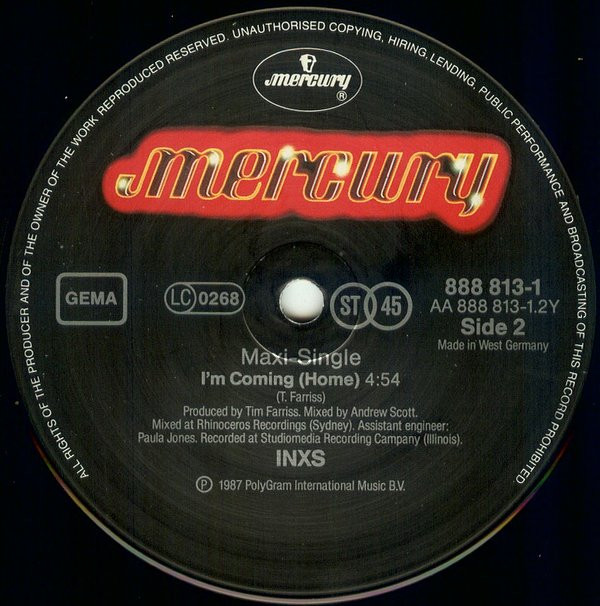 ALL RIGHTS OF THE PRODUCER AND OF THE OWNER OF THE WORK REPRODUCED RESERVED. UNAUTHORISED COPYING, HIRING, LENDING, PUBLIC PERFORMANCE AND BROADCASTING OF THIS RECORD PROHIBITED
mercury
®
mercury
GEMA
LC 0268
ST 45
888 813-1
AA 888 813-1.2Y
Side 2
Made in West Germany
Maxi-Single
I'm Coming (Home) 4:54
(T. Farriss)
Produced by Tim Farriss. Mixed by Andrew Scott.
Mixed at Rhinoceros Recordings (Sydney). Assistant engineer:
Paula Jones. Recorded at Studiomedia Recording Company (Illinois).
INXS
℗ 1987 PolyGram International Music B.V.